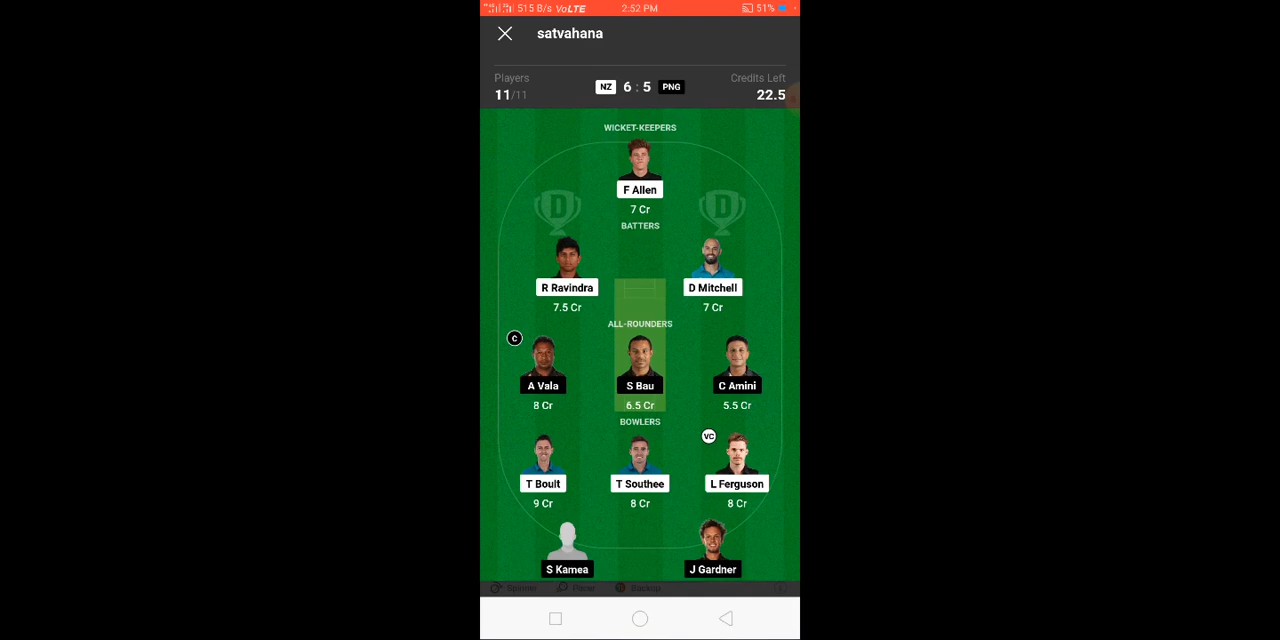 515 B/s VoLTE 2:52 PM 51%
satvahana
Players NZ 6 : 5 PNG Credits Left
11/11 22.5
WICKET-KEEPERS
F Allen
7 Cr
D D
BATTERS
R Ravindra D Mitchell
7.5 Cr 7 Cr
ALL-ROUNDERS
C
A Vala S Bau C Amini
8 Cr 6.5 Cr 5.5 Cr
BOWLERS
VC
T Boult T Southee L Ferguson
9 Cr 8 Cr 8 Cr
S Kamea J Gardner
Spinner Pacer Backup